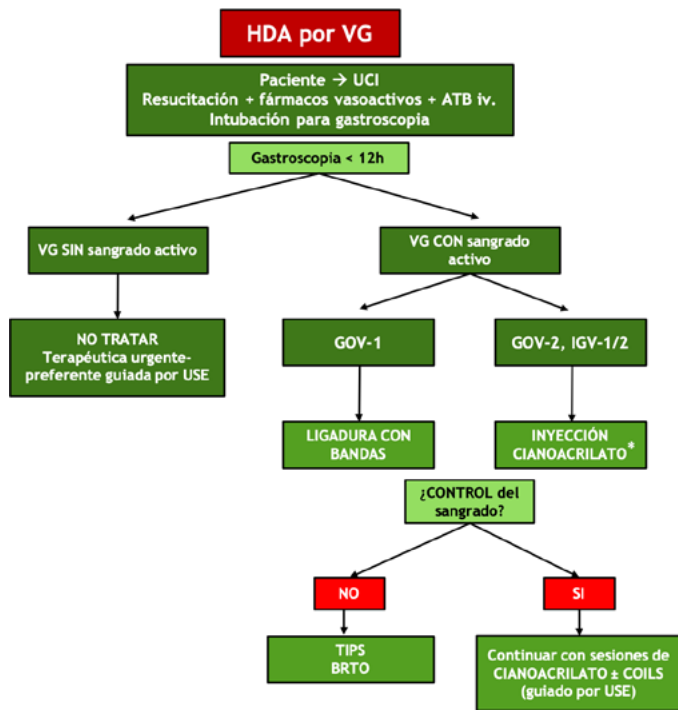 HDA por VG
Paciente → UCI
Resucitación + fármacos vasoactivos + ATB iv.
Intubación para gastroscopia
Gastroscopia < 12h
VG SIN sangrado activo
VG CON sangrado
activo
NO TRATAR
Terapéutica urgente-
preferente guiada por USE
GOV-1
GOV-2, IGV-1/2
LIGADURA CON
BANDAS
INYECCIÓN
CIANOACRILATO*
¿CONTROL del
sangrado?
NO
SI
TIPS
BRTO
Continuar con sesiones de
CIANOACRILATO ± COILS
(guiado por USE)